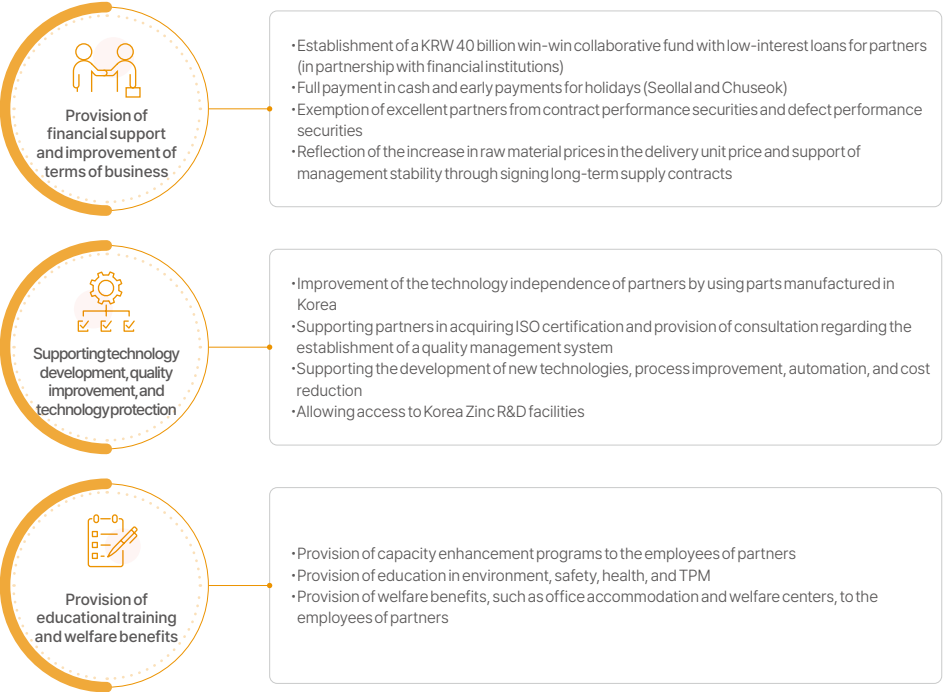 Provision of
financial support
and improvement of
terms of business
·Establishment of a KRW 40 billion win-win collaborative fund with low-interest loans for partners
(in partnership with financial institutions)
·Full payment in cash and early payments for holidays (Seollal and Chuseok)
·Exemption of excellent partners from contract performance securities and defect performance
securities
·Reflection of the increase in raw material prices in the delivery unit price and support of
management stability through signing long-term supply contracts
Supporting technology
development, quality
improvement, and
technology protection
·Improvement of the technology independence of partners by using parts manufactured in
Korea
·Supporting partners in acquiring ISO certification and provision of consultation regarding the
establishment of a quality management system
·Supporting the development of new technologies, process improvement, automation, and cost
reduction
·Allowing access to Korea Zinc R&D facilities
Provision of
educational training
and welfare benefits
·Provision of capacity enhancement programs to the employees of partners
·Provision of education in environment, safety, health, and TPM
·Provision of welfare benefits, such as office accommodation and welfare centers, to the
employees of partners